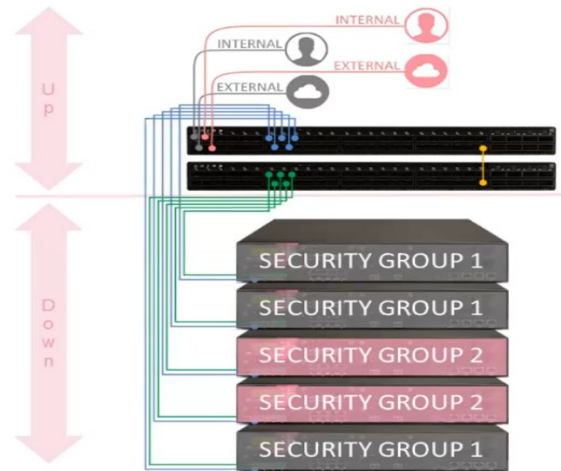 INTERNAL
INTERNAL
EXTERNAL
EXTERNAL
Up
SECURITY GROUP 1
SECURITY GROUP 1
SECURITY GROUP 2
SECURITY GROUP 2
SECURITY GROUP 1
Down